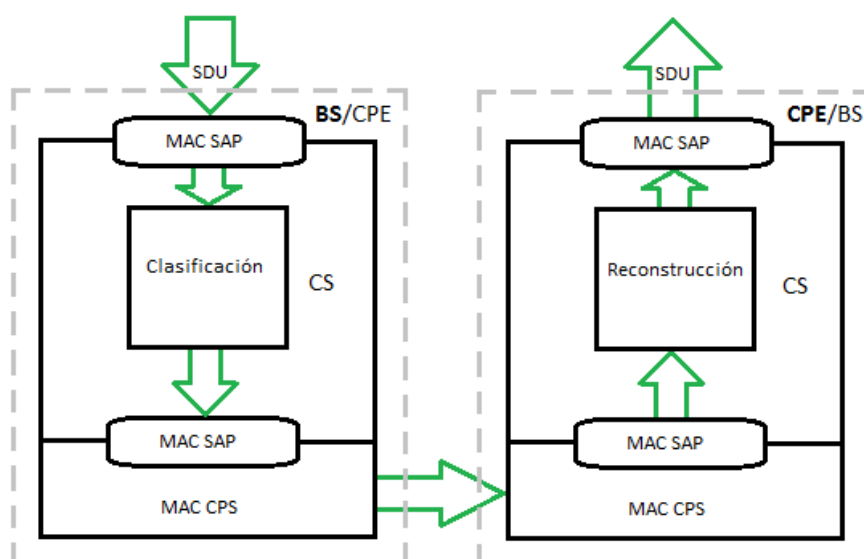 SDU
BS/CPE
MAC SAP
Clasificación
CS
MAC SAP
MAC CPS
SDU
CPE/BS
MAC SAP
Reconstrucción
CS
MAC SAP
MAC CPS